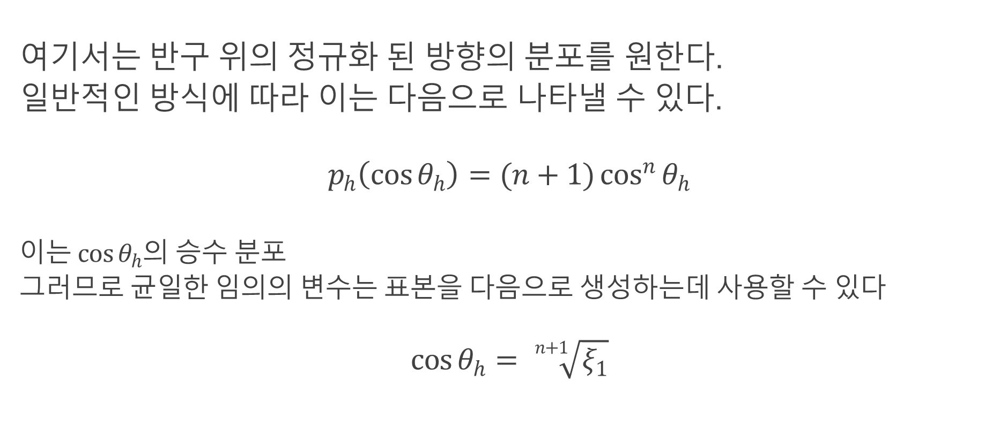 여기서는 반구 위의 정규화 된 방향의 분포를 원한다.
일반적인 방식에 따라 이는 다음으로 나타낼 수 있다.
$p_h(\cos\theta_h) = (n+1)\cos^n\theta_h$
이는 $\cos\theta_h$의 승수 분포
그러므로 균일한 임의의 변수는 표본을 다음으로 생성하는데 사용할 수 있다
$\cos\theta_h = \sqrt[n+1]{\xi_1}$